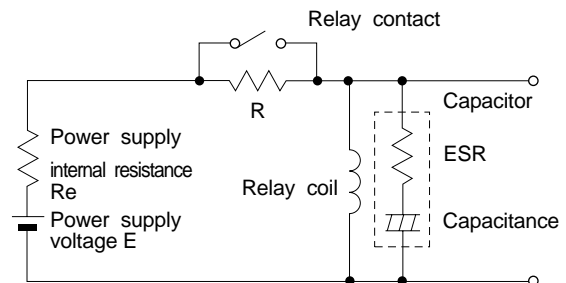 Relay contact
R
Capacitor
Power supply
internal resistance
Re
ESR
Relay coil
Power supply
voltage E
Capacitance